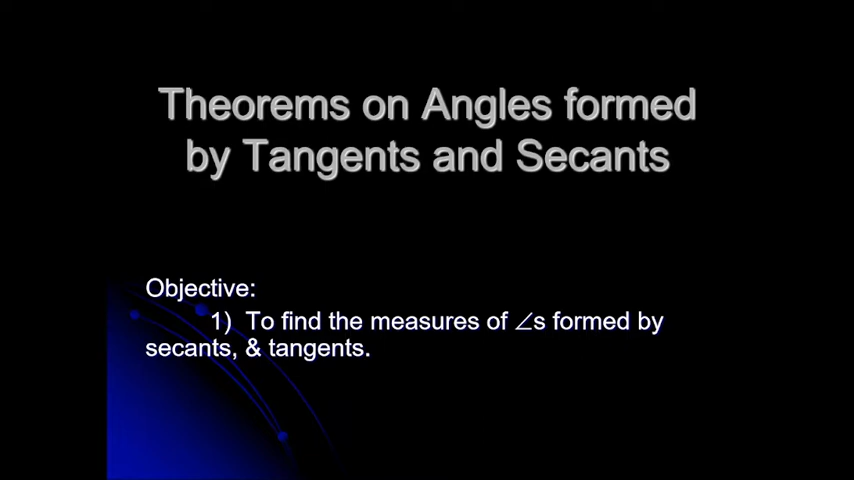 Theorems on Angles formed
by Tangents and Secants
Objective:
1) To find the measures of ∠s formed by
secants, & tangents.